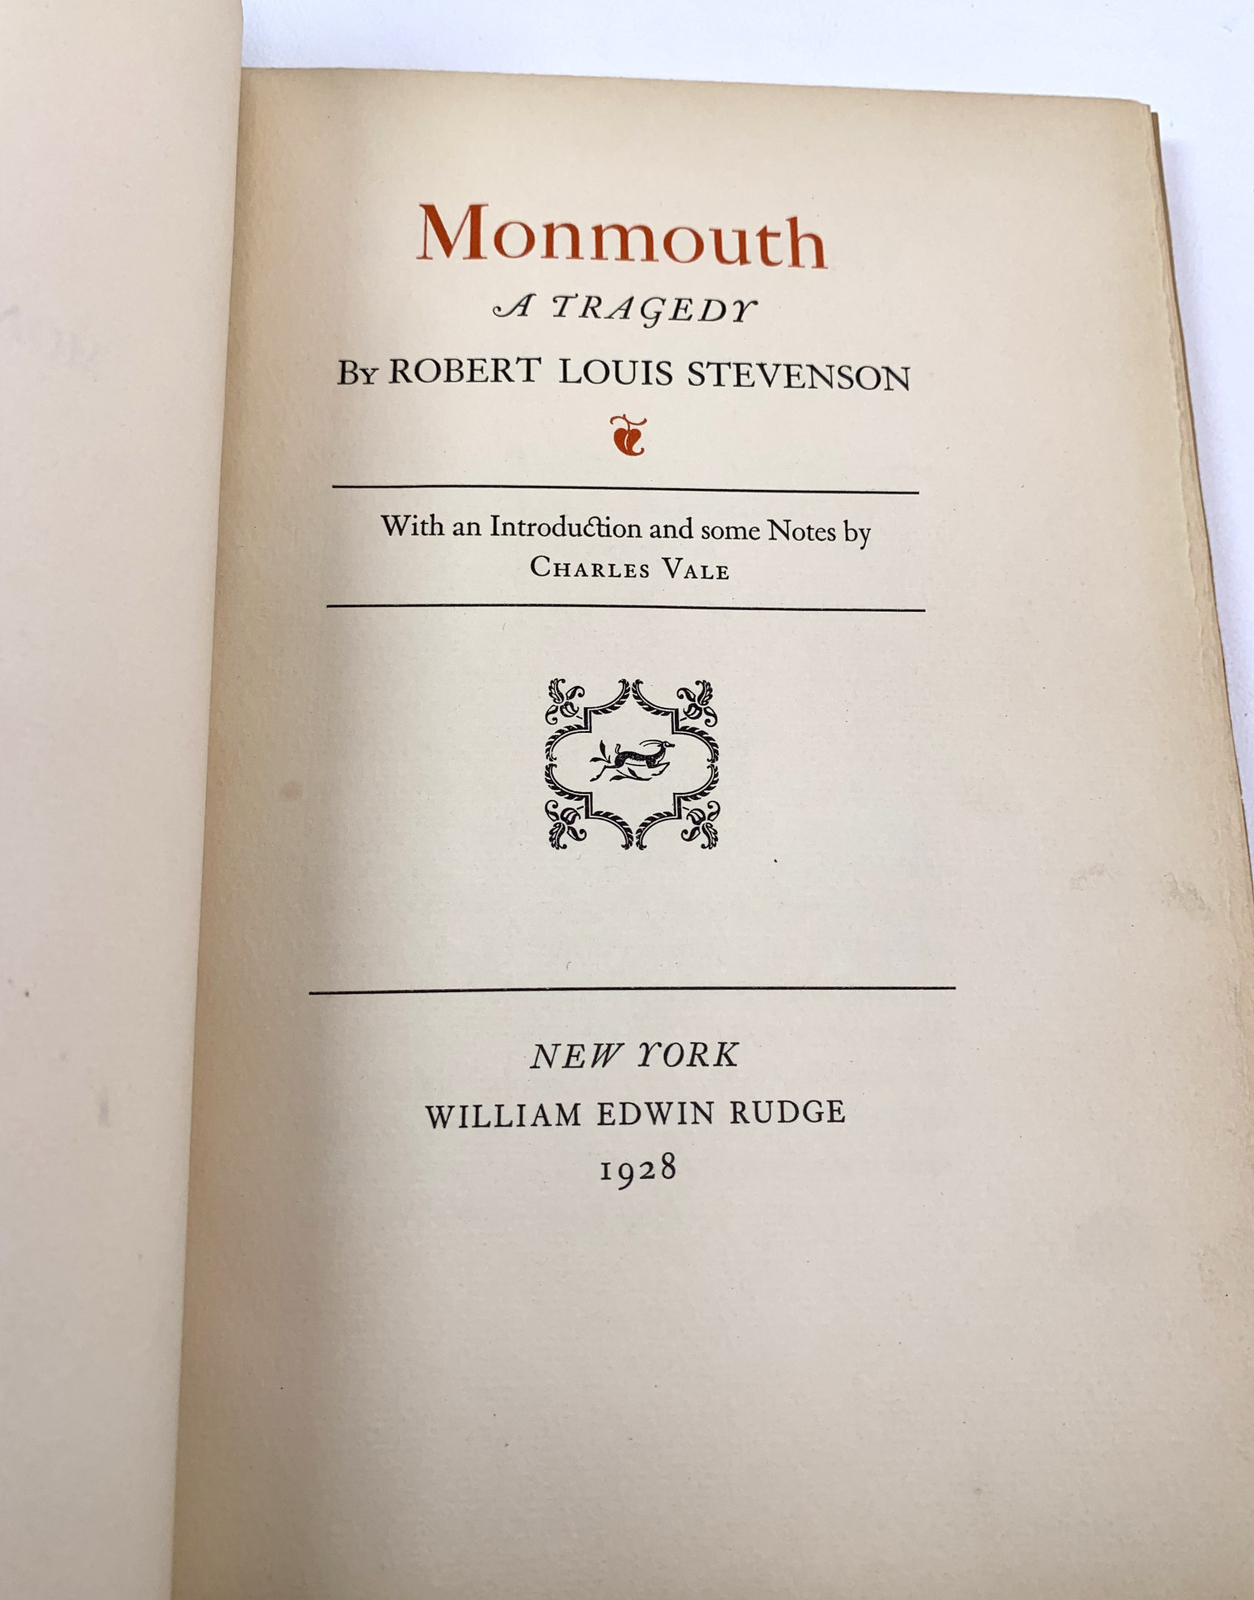 Monmouth
A TRAGEDY
By ROBERT LOUIS STEVENSON
With an Introduction and some Notes by
CHARLES VALE
NEW YORK
WILLIAM EDWIN RUDGE
1928